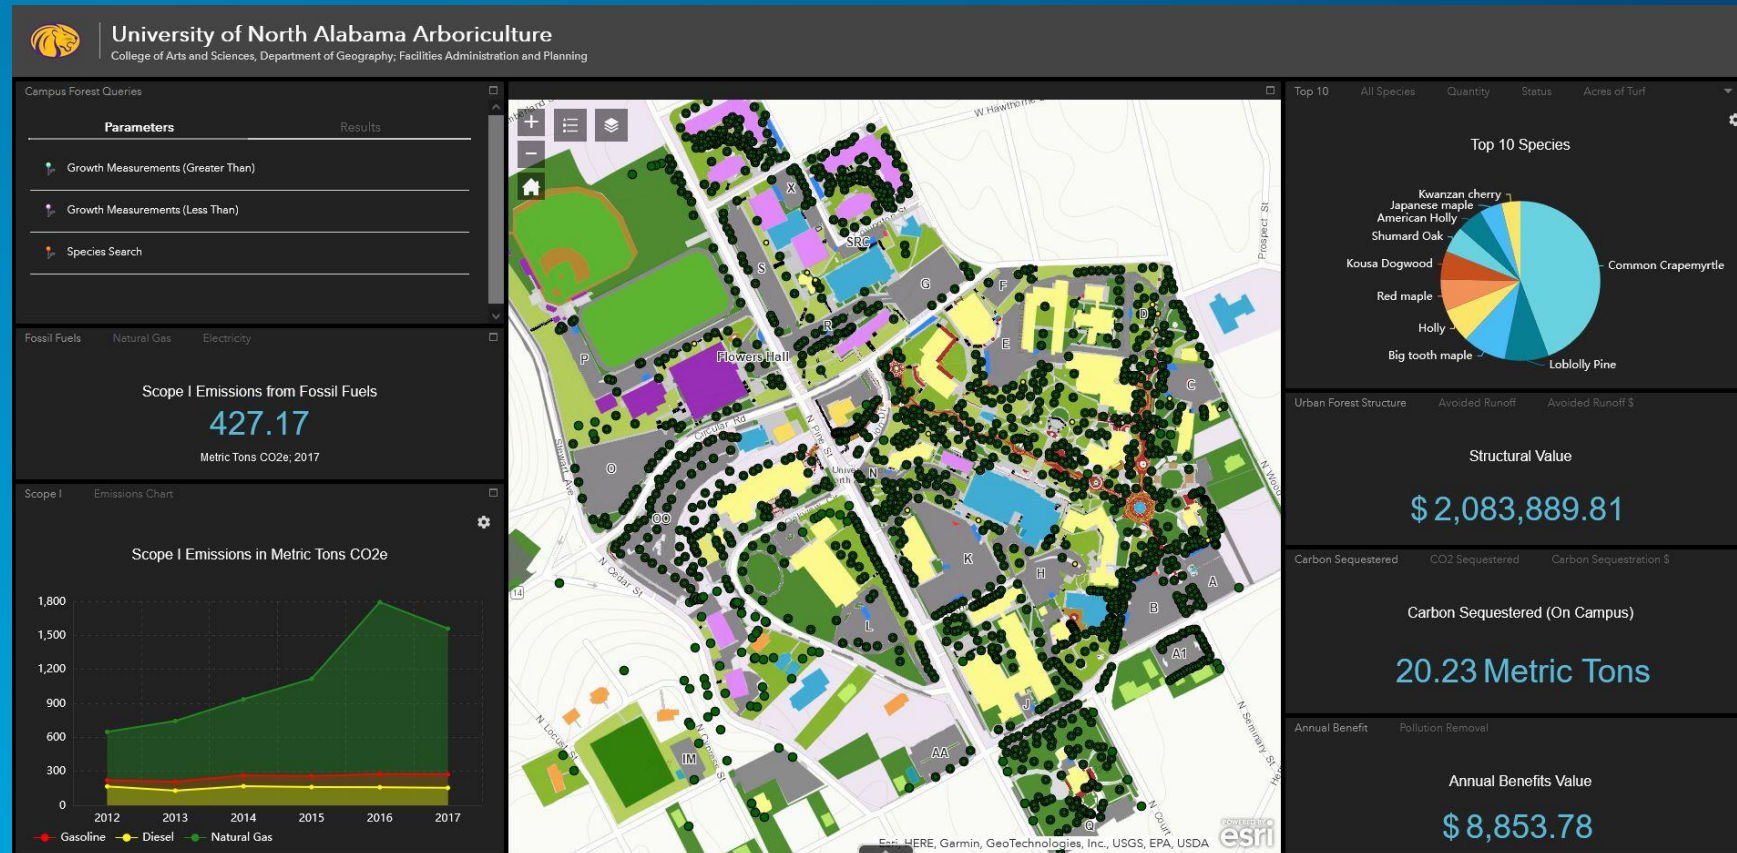 University of North Alabama Arboriculture
College of Arts and Sciences, Department of Geography; Facilities Administration and Planning
Campus Forest Queries
Parameters Results
Growth Measurements (Greater Than)
Growth Measurements (Less Than)
Species Search
Fossil Fuels Natural Gas Electricity
Scope I Emissions from Fossil Fuels
427.17
Metric Tons CO2e; 2017
Scope I Emissions Chart
Scope I Emissions in Metric Tons CO2e
1,800
1,500
1,200
900
600
300
0
2012 2013 2014 2015 2016 2017
Gasoline Diesel Natural Gas
W Hawthorne
Prospect St
X
SRC
S
G
F
D
R
E
P
Flowers Hall
C
Circular Rd
N Pine St
O
Stewart Ave
N
N Wood
OO
K
H
A
B
N Cedar St
14
L
A1
J
N Locust St
N Cypress St
IM
AA
N Seminary St
N Court
Q
POWERED BY
esri
Esri, HERE, Garmin, GeoTechnologies, Inc., USGS, EPA, USDA
Top 10 All Species Quantity Status Acres of Turf
Top 10 Species
Kwanzan cherry
Japanese maple
American Holly
Shumard Oak
Kousa Dogwood
Common Crapemyrtle
Red maple
Holly
Big tooth maple
Loblolly Pine
Urban Forest Structure Avoided Runoff Avoided Runoff $
Structural Value
$ 2,083,889.81
Carbon Sequestered CO2 Sequestered Carbon Sequestration $
Carbon Sequestered (On Campus)
20.23 Metric Tons
Annual Benefit Pollution Removal
Annual Benefits Value
$ 8,853.78